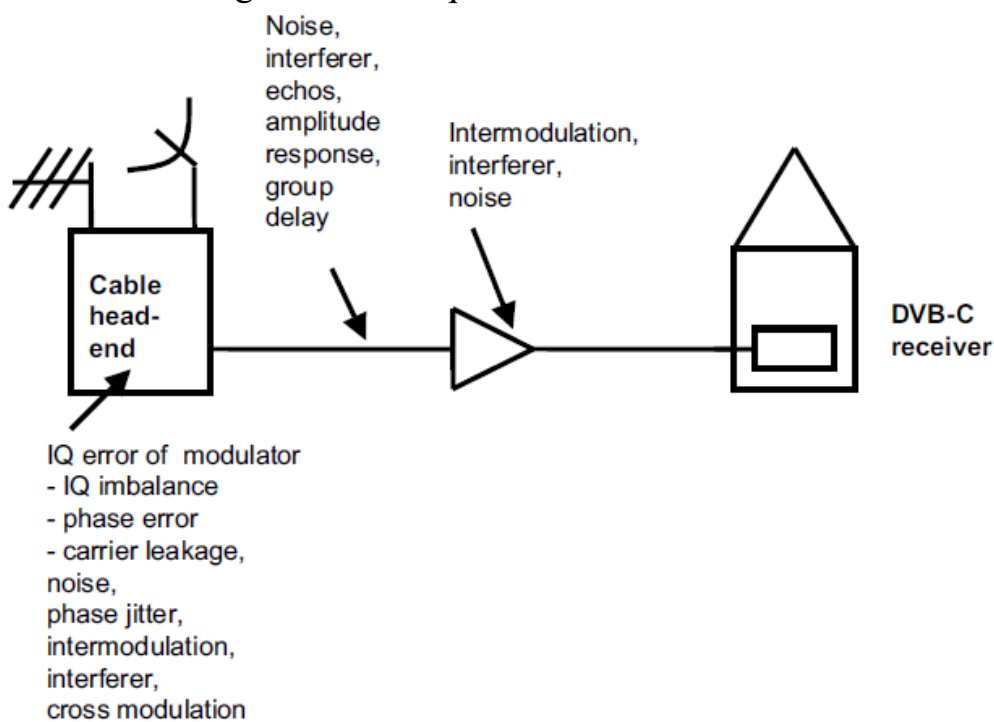 Noise,
interferer,
echos,
amplitude
response,
group
delay
Intermodulation,
interferer,
noise
Cable
head-
end
DVB-C
receiver
IQ error of modulator
- IQ imbalance
- phase error
- carrier leakage,
noise,
phase jitter,
intermodulation,
interferer,
cross modulation